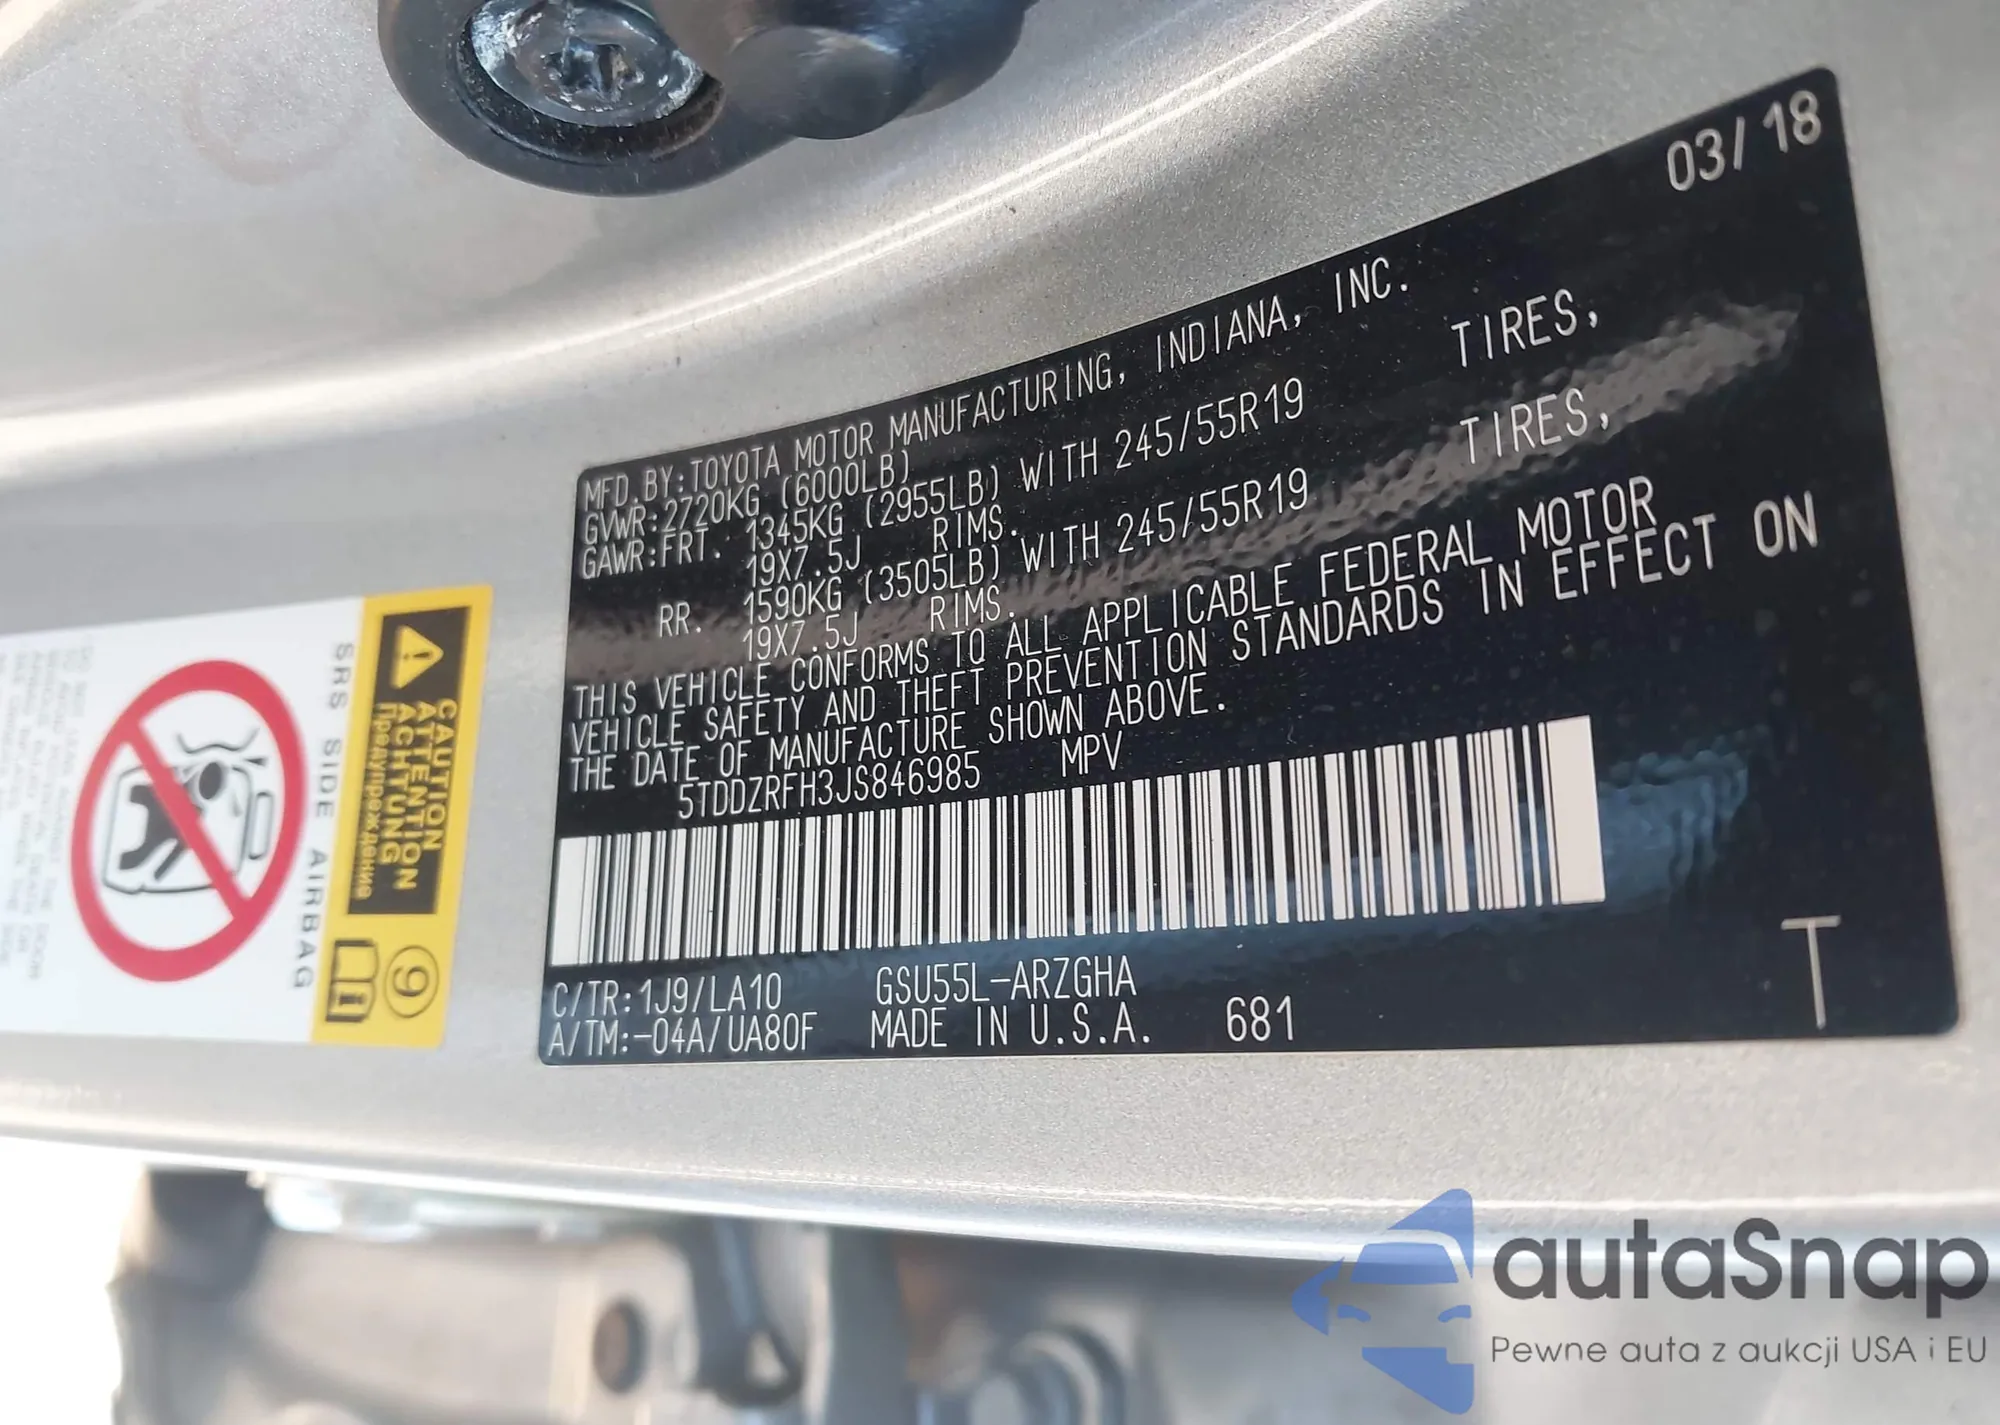 03/18
MFD.BY:TOYOTA MOTOR MANUFACTURING, INDIANA, INC.
GVWR:2720KG (6000LB)
GAWR:FRT. 1345KG (2955LB) WITH 245/55R19 TIRES,
19X7.5J RIMS.
RR. 1590KG (3505LB) WITH 245/55R19 TIRES,
19X7.5J RIMS.
THIS VEHICLE CONFORMS TO ALL APPLICABLE FEDERAL MOTOR
VEHICLE SAFETY AND THEFT PREVENTION STANDARDS IN EFFECT ON
THE DATE OF MANUFACTURE SHOWN ABOVE.
5TDDZRFH3JS846985 MPV
C/TR:1J9/LA10 GSU55L-ARZGHA
A/TM:-04A/UA80F MADE IN U.S.A. 681
T
CAUTION
ATTENTION
ACHTUNG
Предупреждение
9
SRS SIDE AIRBAG
autaSnap
Pewne auta z aukcji USA i EU